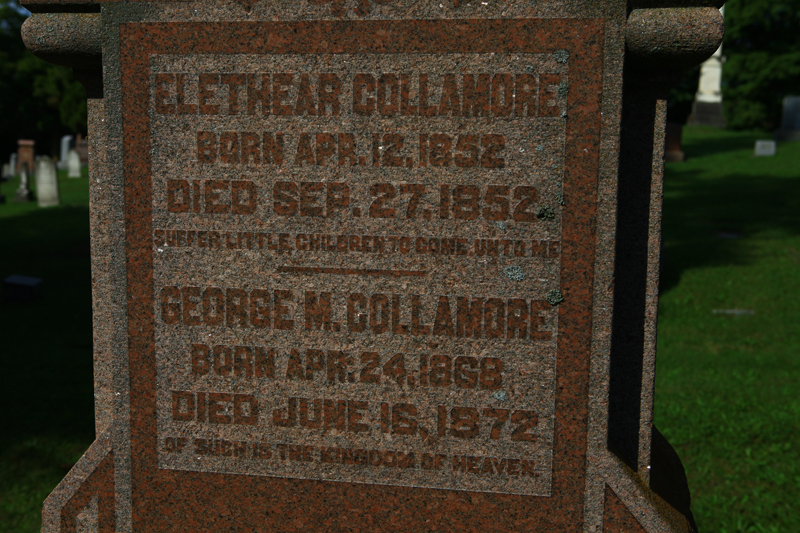 ELETHEAR COLLAMORE
BORN APR. 12, 1852
DIED SEP. 27, 1852
SUFFER LITTLE CHILDREN TO COME UNTO ME
GEORGE M. COLLAMORE
BORN APR. 24, 1868
DIED JUNE 16, 1872
OF SUCH IS THE KINGDOM OF HEAVEN.